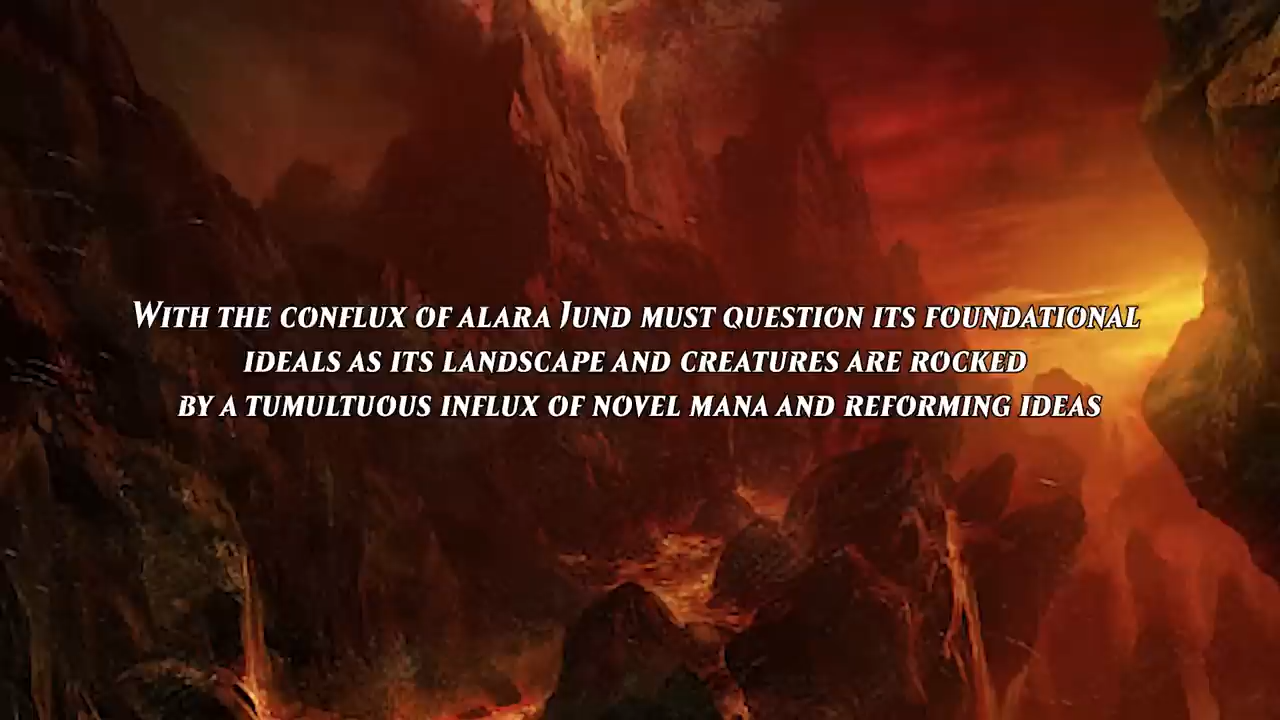 With the conflux of alara Jund must question its foundational
ideals as its landscape and creatures are rocked
by a tumultuous influx of novel mana and reforming ideas